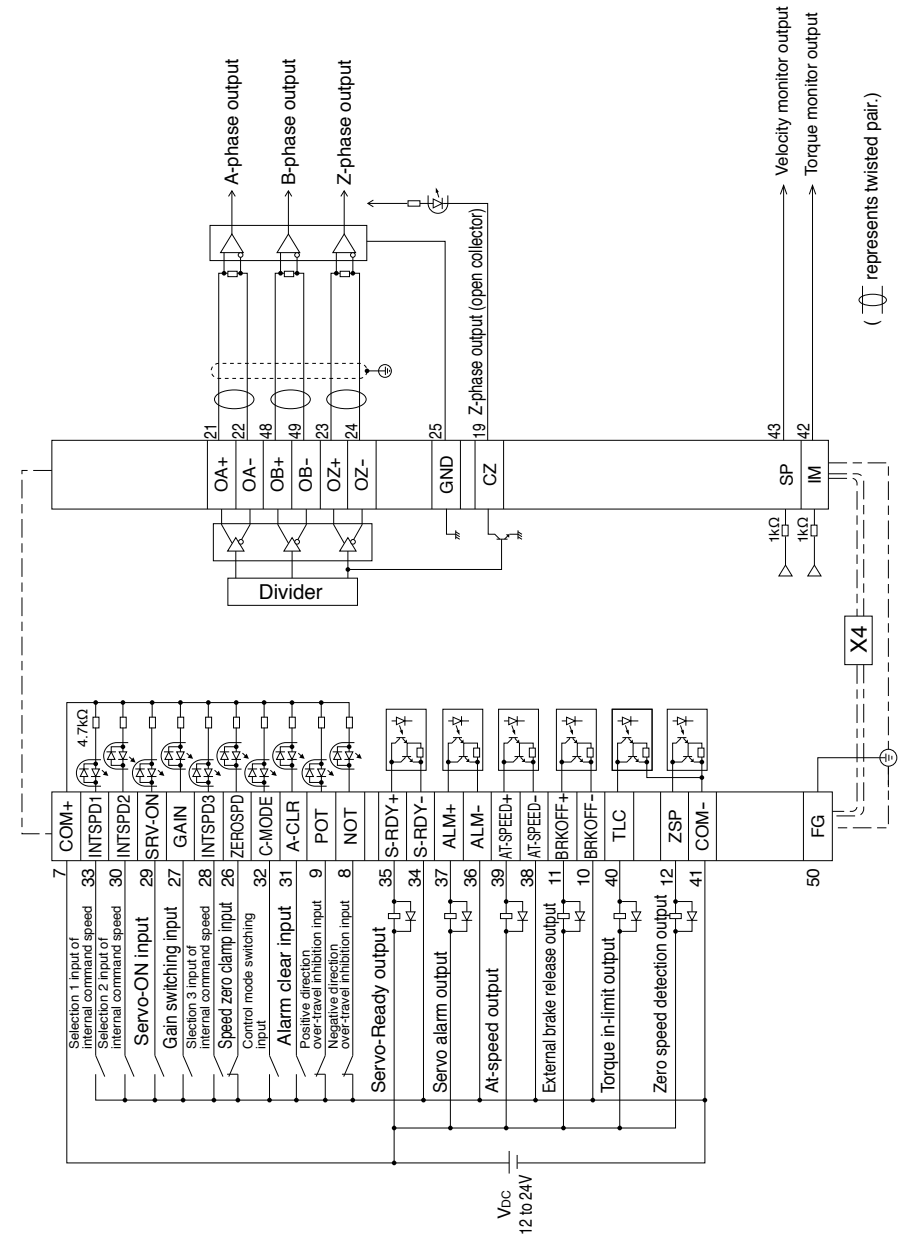 COM+
7
4.7kΩ
INTSPD1
33
Selection 1 input of
internal command speed
INTSPD2
30
Selection 2 input of
internal command speed
SRV-ON
29
Servo-ON input
GAIN
27
Gain switching input
INTSPD3
28
Slection 3 input of
internal command speed
ZEROSPD
26
Speed zero clamp input
C-MODE
32
Control mode switching
input
A-CLR
31
Alarm clear input
POT
9
Positive direction
over-travel inhibition input
NOT
8
Negative direction
over-travel inhibition input
S-RDY+
35
Servo-Ready output
S-RDY-
34
ALM+
37
Servo alarm output
ALM-
36
AT-SPEED+
39
At-speed output
AT-SPEED-
38
BRKOFF+
11
External brake release output
BRKOFF-
10
TLC
40
Torque in-limit output
ZSP
12
Zero speed detection output
COM-
41
FG
50
VDC
12 to 24V
X4
Divider
OA+
21
A-phase output
OA-
22
OB+
48
B-phase output
OB-
49
OZ+
23
Z-phase output
OZ-
24
GND
25
CZ
19
Z-phase output (open collector)
1kΩ
SP
43
Velocity monitor output
1kΩ
IM
42
Torque monitor output
( represents twisted pair.)